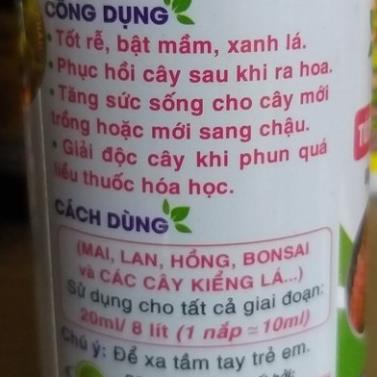 CÔNG DỤNG
• Tốt rễ, bật mầm, xanh lá.
• Phục hồi cây sau khi ra hoa.
• Tăng sức sống cho cây mới
trồng hoặc mới sang chậu.
• Giải độc cây khi phun quá
liều thuốc hóa học.
CÁCH DÙNG
(MAI, LAN, HỒNG, BONSAI
và CÁC CÂY KIỂNG LÁ...)
Sử dụng cho tất cả giai đoạn:
20ml/ 8 lít (1 nắp ≃ 10ml)
Chú ý: Để xa tầm tay trẻ em.